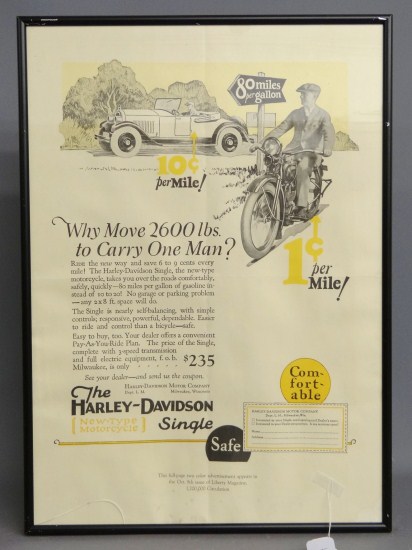 80 miles
per gallon
10¢
per Mile!
1¢
per
Mile!
Why Move 2600 lbs.
to Carry One Man?
Rent the new way and save 6 to 9 cents every
mile! The Harley-Davidson Single, the new-type
motorcycle, takes you over the roads comfortably,
safely, quickly—80 miles per gallon of gasoline in-
stead of 10 to 20! No garage or parking problem
—any 2x8 ft. space will do.
The Single is nearly self-balancing, with simple
controls; responsive, powerful, dependable. Easier
to ride and control than a bicycle—safe.
Easy to buy, too. Your dealer offers a convenient
Pay-As-You-Ride Plan. The price of the Single,
complete with 3-speed transmission
and full electric equipment, f. o. b.
Milwaukee, is only $235
See your dealer—and send us the coupon.
HARLEY-DAVIDSON MOTOR COMPANY
Milwaukee, Wisconsin
The
HARLEY-DAVIDSON
[New-Type
Motorcycle] Single
Com-
fort-
able
Safe
HARLEY-DAVIDSON MOTOR COMPANY